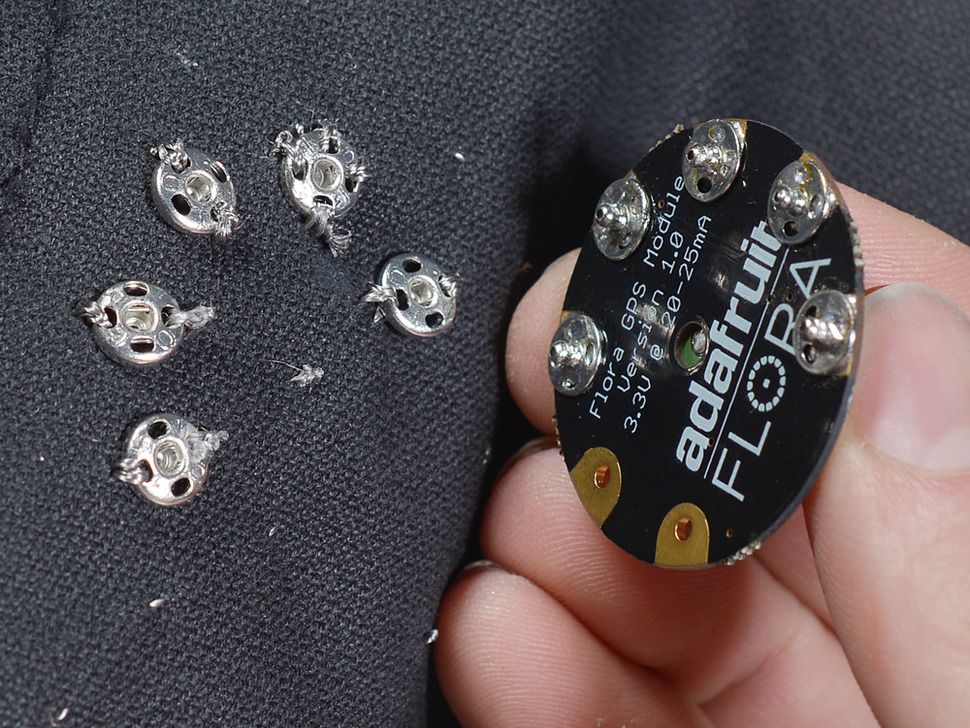 Flora GPS Module
Version 1.0
3.3V @ 20-25mA
adafruit
FLORA